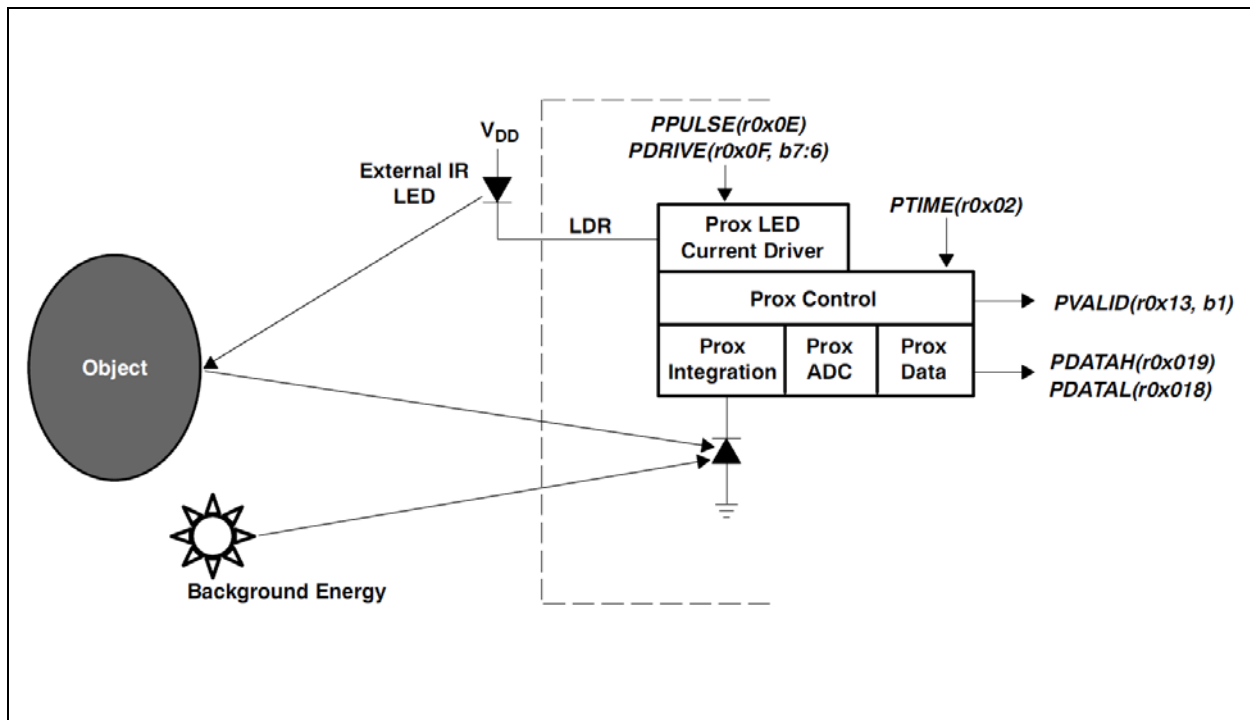 V_DD
External IR
LED
LDR
PPULSE(r0x0E)
PDRIVE(r0x0F, b7:6)
PTIME(r0x02)
Prox LED
Current Driver
Prox Control
PVALID(r0x13, b1)
Prox
Integration
Prox
ADC
Prox
Data
PDATAH(r0x019)
PDATAL(r0x018)
Object
Background Energy